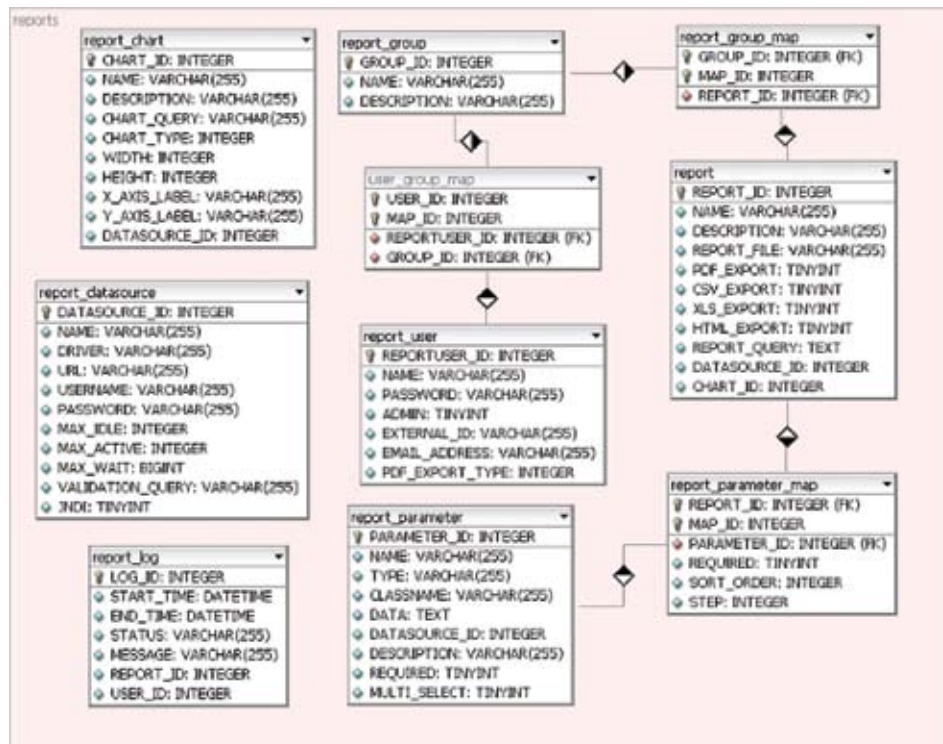 reports
report_chart
CHART_ID: INTEGER
NAME: VARCHAR(255)
DESCRIPTION: VARCHAR(255)
CHART_QUERY: VARCHAR(255)
CHART_TYPE: INTEGER
WIDTH: INTEGER
HEIGHT: INTEGER
X_AXIS_LABEL: VARCHAR(255)
Y_AXIS_LABEL: VARCHAR(255)
DATASOURCE_ID: INTEGER
report_group
GROUP_ID: INTEGER
NAME: VARCHAR(255)
DESCRIPTION: VARCHAR(255)
report_group_map
GROUP_ID: INTEGER (FK)
MAP_ID: INTEGER
REPORT_ID: INTEGER (FK)
user_group_map
USER_ID: INTEGER
MAP_ID: INTEGER
REPORTUSER_ID: INTEGER (FK)
GROUP_ID: INTEGER (FK)
report
REPORT_ID: INTEGER
NAME: VARCHAR(255)
DESCRIPTION: VARCHAR(255)
REPORT_FILE: VARCHAR(255)
PDF_EXPORT: TINYINT
CSV_EXPORT: TINYINT
XLS_EXPORT: TINYINT
HTML_EXPORT: TINYINT
REPORT_QUERY: TEXT
DATASOURCE_ID: INTEGER
CHART_ID: INTEGER
report_datasource
DATASOURCE_ID: INTEGER
NAME: VARCHAR(255)
DRIVER: VARCHAR(255)
URL: VARCHAR(255)
USERNAME: VARCHAR(255)
PASSWORD: VARCHAR(255)
MAX_IDLE: INTEGER
MAX_ACTIVE: INTEGER
MAX_WAIT: BIGINT
VALIDATION_QUERY: VARCHAR(255)
JNDI: TINYINT
report_user
REPORTUSER_ID: INTEGER
NAME: VARCHAR(255)
PASSWORD: VARCHAR(255)
ADMIN: TINYINT
EXTERNAL_ID: VARCHAR(255)
EMAIL_ADDRESS: VARCHAR(255)
PDF_EXPORT_TYPE: INTEGER
report_parameter_map
REPORT_ID: INTEGER (FK)
MAP_ID: INTEGER
PARAMETER_ID: INTEGER (FK)
REQUIRED: TINYINT
SORT_ORDER: INTEGER
STEP: INTEGER
report_parameter
PARAMETER_ID: INTEGER
NAME: VARCHAR(255)
TYPE: VARCHAR(255)
CLASSNAME: VARCHAR(255)
DATA: TEXT
DATASOURCE_ID: INTEGER
DESCRIPTION: VARCHAR(255)
REQUIRED: TINYINT
MULTI_SELECT: TINYINT
report_log
LOG_ID: INTEGER
START_TIME: DATETIME
END_TIME: DATETIME
STATUS: VARCHAR(255)
MESSAGE: VARCHAR(255)
REPORT_ID: INTEGER
USER_ID: INTEGER